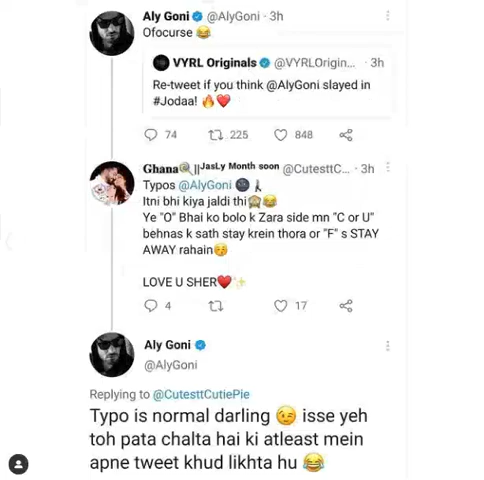 Aly Goni @AlyGoni · 3h
Ofocurse 😂
VYRL Originals @VYRLOrigin... · 3h
Re-tweet if you think @AlyGoni slayed in
#Jodaa! 🔥❤️
74 225 848
Ghana🍭||JasLy Month soon @CutesttC... · 3h
Typos @AlyGoni 🌚🚶
Itni bhi kiya jaldi thi🙈😂
Ye "O" Bhai ko bolo k Zara side mn "C or U"
behnas k sath stay krein thora or "F" s STAY
AWAY rahain😚
LOVE U SHER❤️✨
4 17
Aly Goni
@AlyGoni
Replying to @CutesttCutiePie
Typo is normal darling 😉 isse yeh
toh pata chalta hai ki atleast mein
apne tweet khud likhta hu 😂